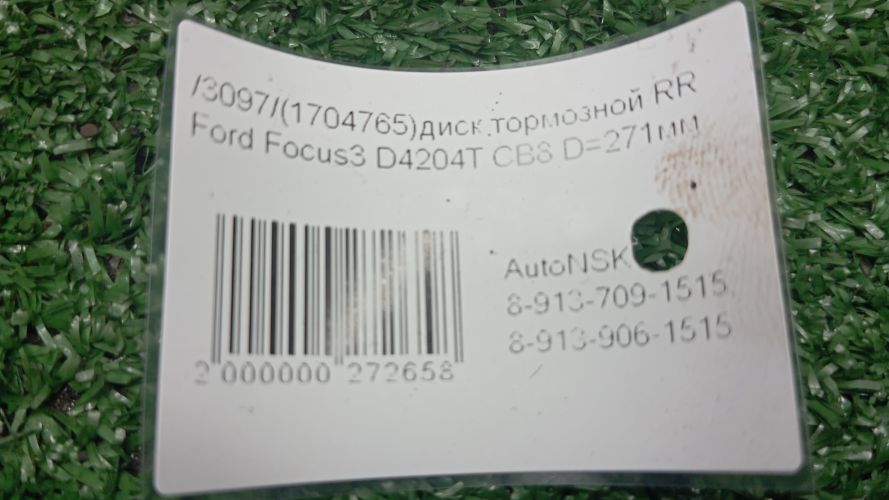 /3097/(1704765)диск тормозной RR
Ford Focus3 D4204T CB8 D=271мм
AutoNSK
8-913-709-1515
8-913-906-1515
2 000000 272658